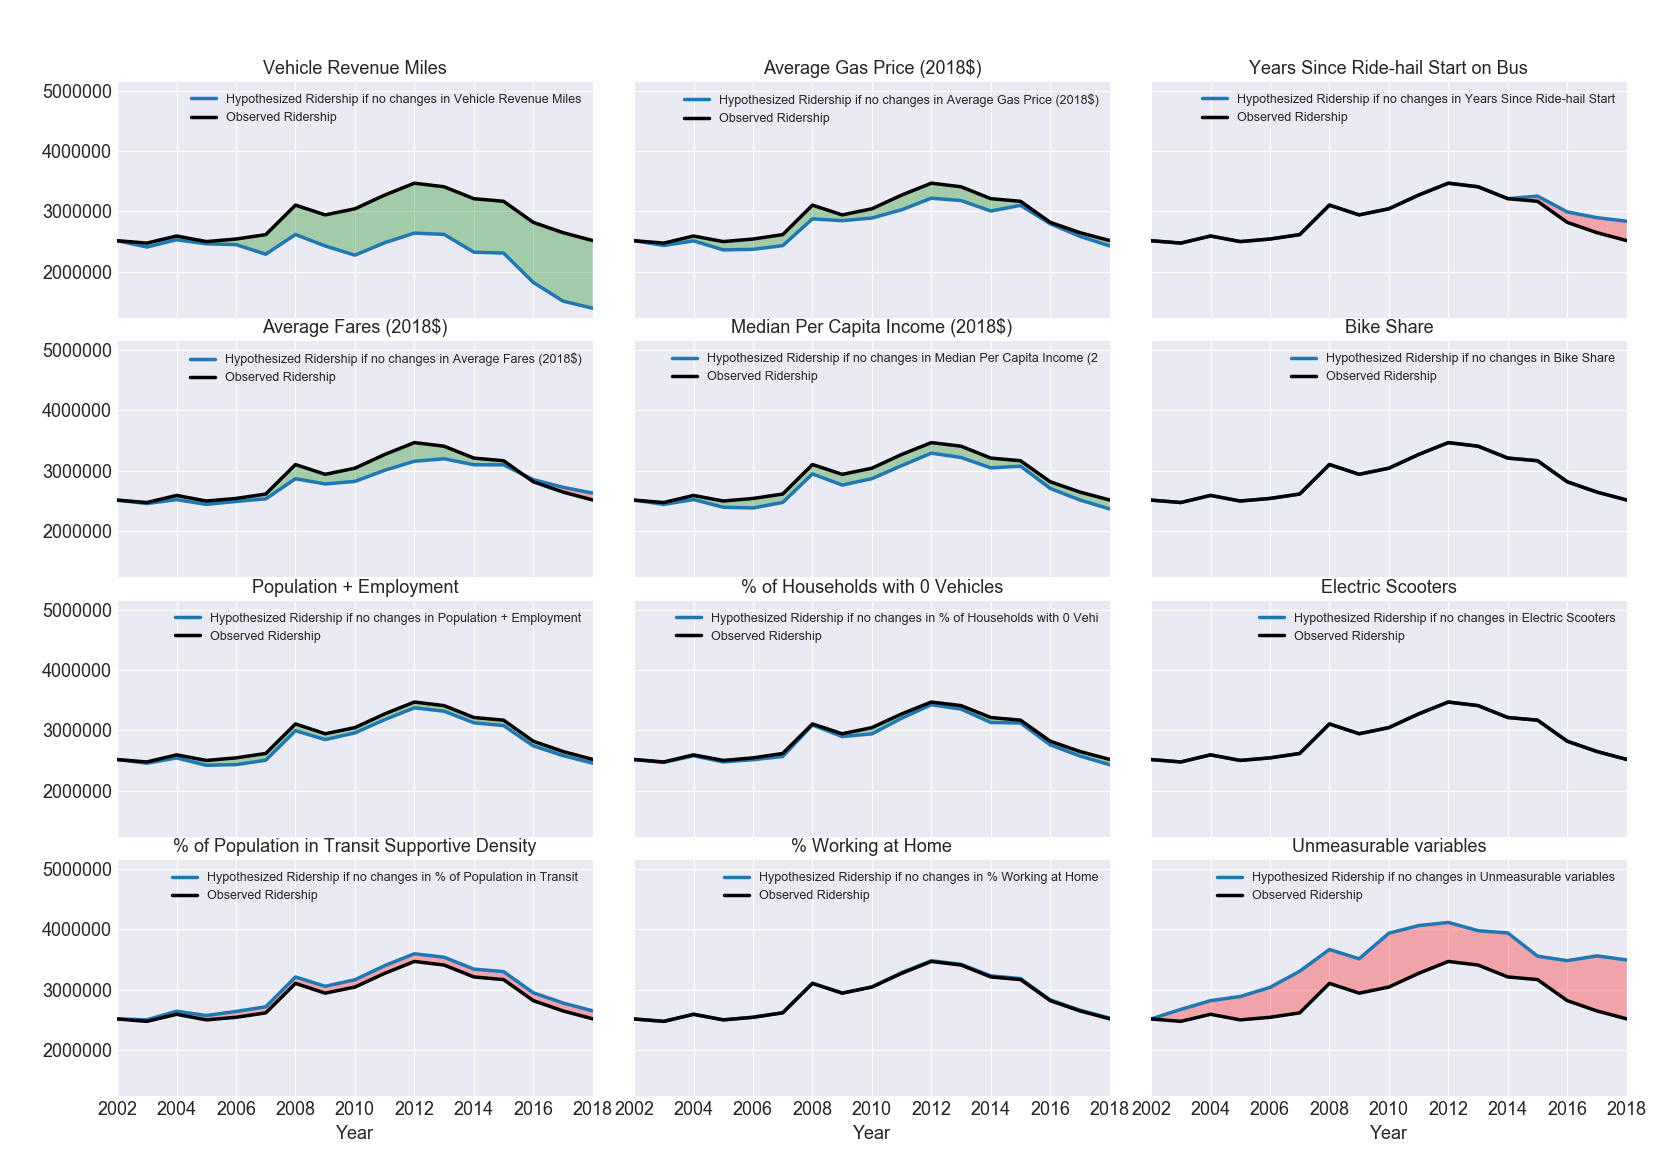 Vehicle Revenue Miles
5000000
4000000
3000000
2000000
Hypothesized Ridership if no changes in Vehicle Revenue Miles
Observed Ridership
Average Gas Price (2018$)
Hypothesized Ridership if no changes in Average Gas Price (2018$)
Observed Ridership
Years Since Ride-hail Start on Bus
Hypothesized Ridership if no changes in Years Since Ride-hail Start
Observed Ridership
Average Fares (2018$)
5000000
4000000
3000000
2000000
Hypothesized Ridership if no changes in Average Fares (2018$)
Observed Ridership
Median Per Capita Income (2018$)
Hypothesized Ridership if no changes in Median Per Capita Income (2
Observed Ridership
Bike Share
Hypothesized Ridership if no changes in Bike Share
Observed Ridership
Population + Employment
5000000
4000000
3000000
2000000
Hypothesized Ridership if no changes in Population + Employment
Observed Ridership
% of Households with 0 Vehicles
Hypothesized Ridership if no changes in % of Households with 0 Vehi
Observed Ridership
Electric Scooters
Hypothesized Ridership if no changes in Electric Scooters
Observed Ridership
% of Population in Transit Supportive Density
5000000
4000000
3000000
2000000
Hypothesized Ridership if no changes in % of Population in Transit
Observed Ridership
2002 2004 2006 2008 2010 2012 2014 2016 2018
Year
% Working at Home
Hypothesized Ridership if no changes in % Working at Home
Observed Ridership
2002 2004 2006 2008 2010 2012 2014 2016 2018
Year
Unmeasurable variables
Hypothesized Ridership if no changes in Unmeasurable variables
Observed Ridership
2002 2004 2006 2008 2010 2012 2014 2016 2018
Year